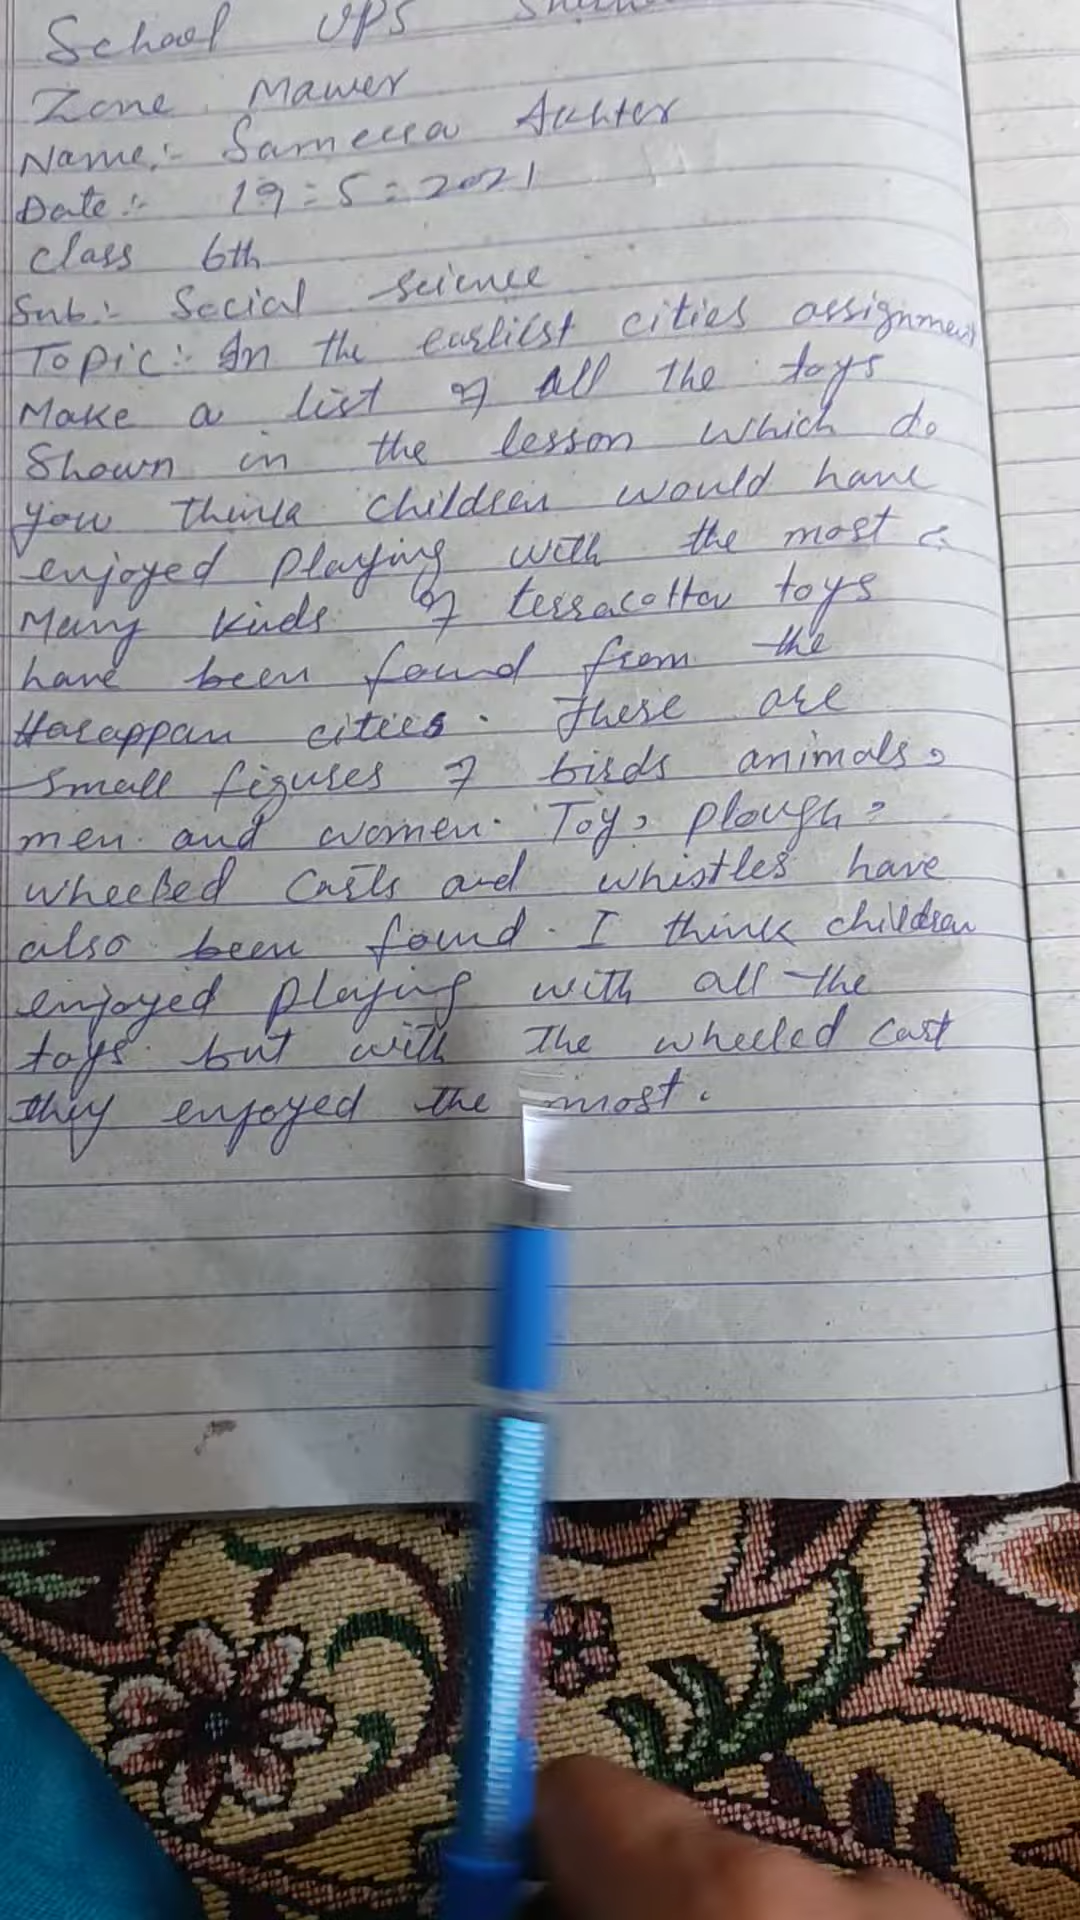 School UPS
Zone Mawer
Name:- Sameera Akhter
Date:- 19=5=2021
Class 6th
Sub:- Social science
Topic:- In the earliest cities assignment
Make a list of all the toys
Shown in the lesson which do
you think children would have
enjoyed playing with the most :
Many kinds of terracotta toys
have been found from the
Harappan cities. These are
small figures of birds animals,
men and women. Toy, plough,
wheeled carts and whistles have
also been found. I think children
enjoyed playing with all the
toys but with the wheeled cart
they enjoyed the most.